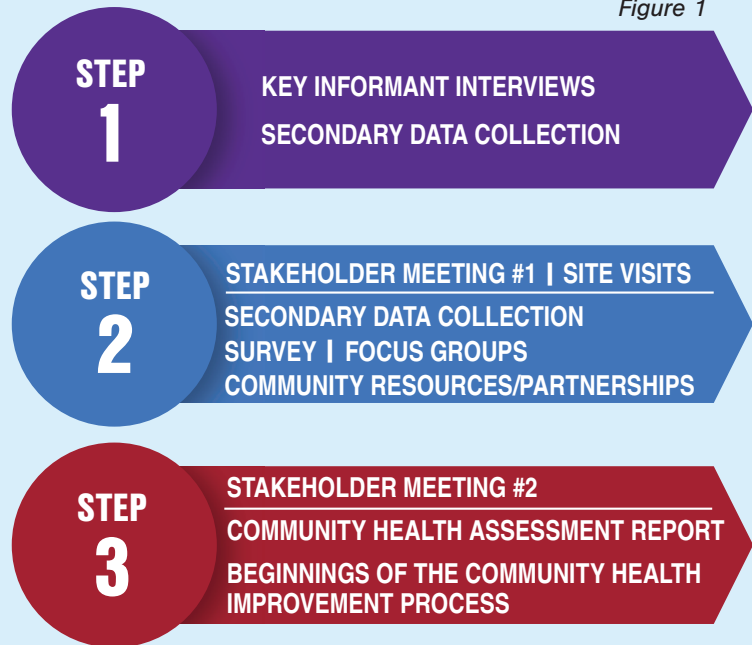 Figure 1
STEP
1
KEY INFORMANT INTERVIEWS
SECONDARY DATA COLLECTION
STEP
2
STAKEHOLDER MEETING #1 | SITE VISITS
SECONDARY DATA COLLECTION
SURVEY | FOCUS GROUPS
COMMUNITY RESOURCES/PARTNERSHIPS
STEP
3
STAKEHOLDER MEETING #2
COMMUNITY HEALTH ASSESSMENT REPORT
BEGINNINGS OF THE COMMUNITY HEALTH
IMPROVEMENT PROCESS